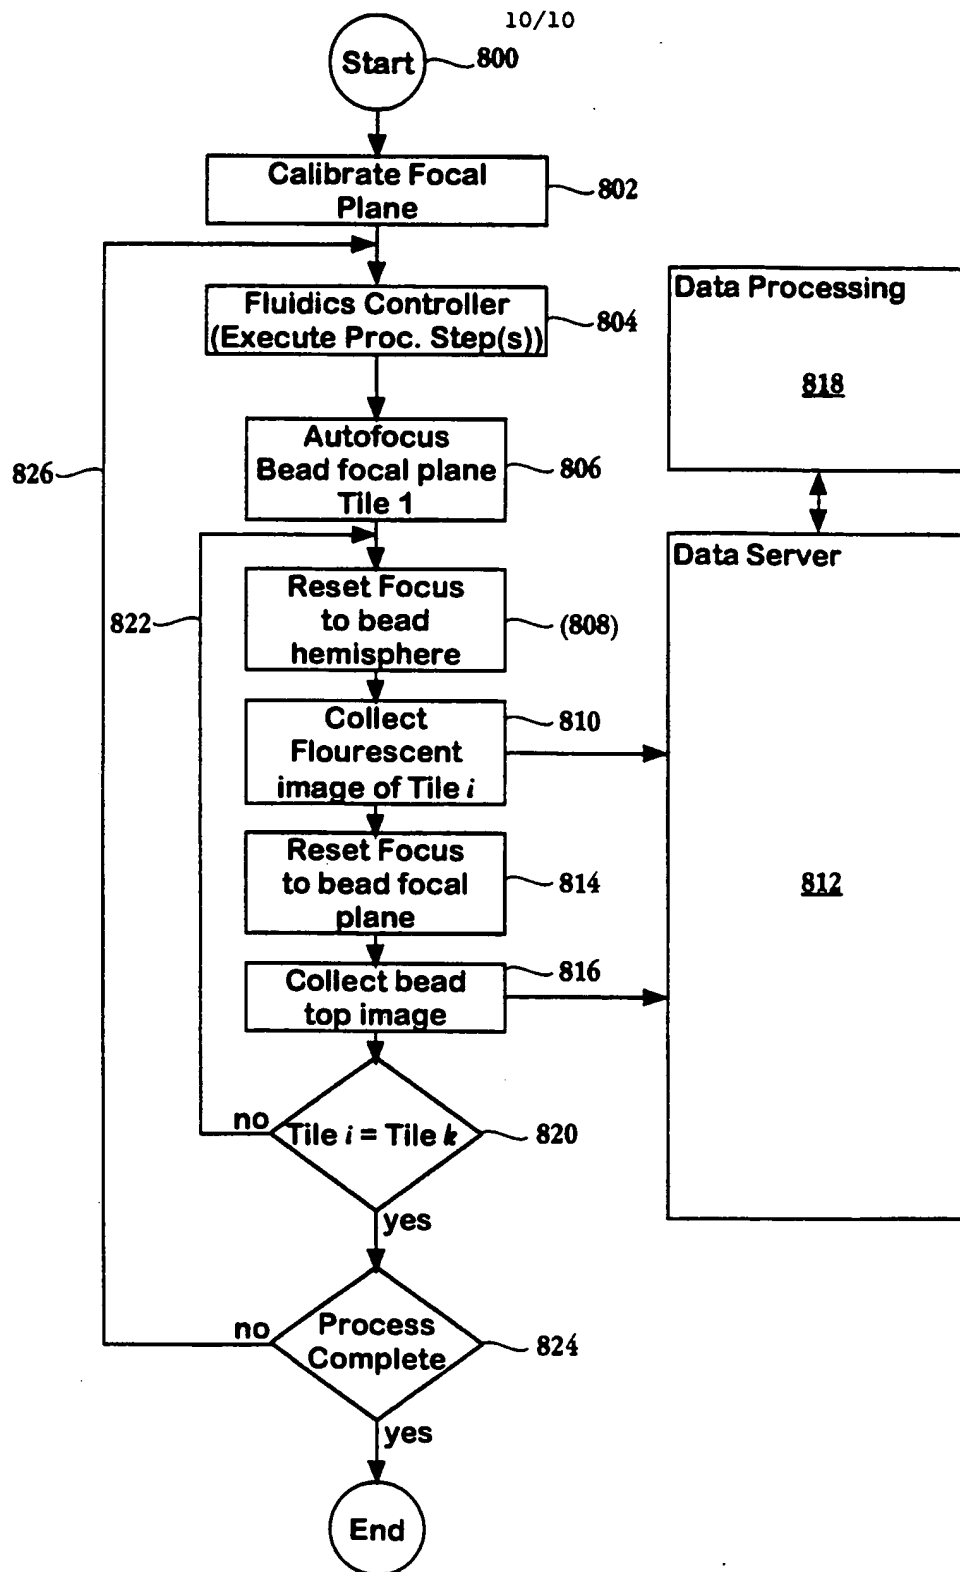 10/10
Start
800
Calibrate Focal
Plane
802
Fluidics Controller
(Execute Proc. Step(s))
804
Data Processing
818
Autofocus
Bead focal plane
Tile 1
806
826
Data Server
812
Reset Focus
to bead
hemisphere
(808)
822
Collect
Flourescent
image of Tile i
810
Reset Focus
to bead focal
plane
814
Collect bead
top image
816
no
Tile i = Tile k
820
yes
no
Process
Complete
824
yes
End